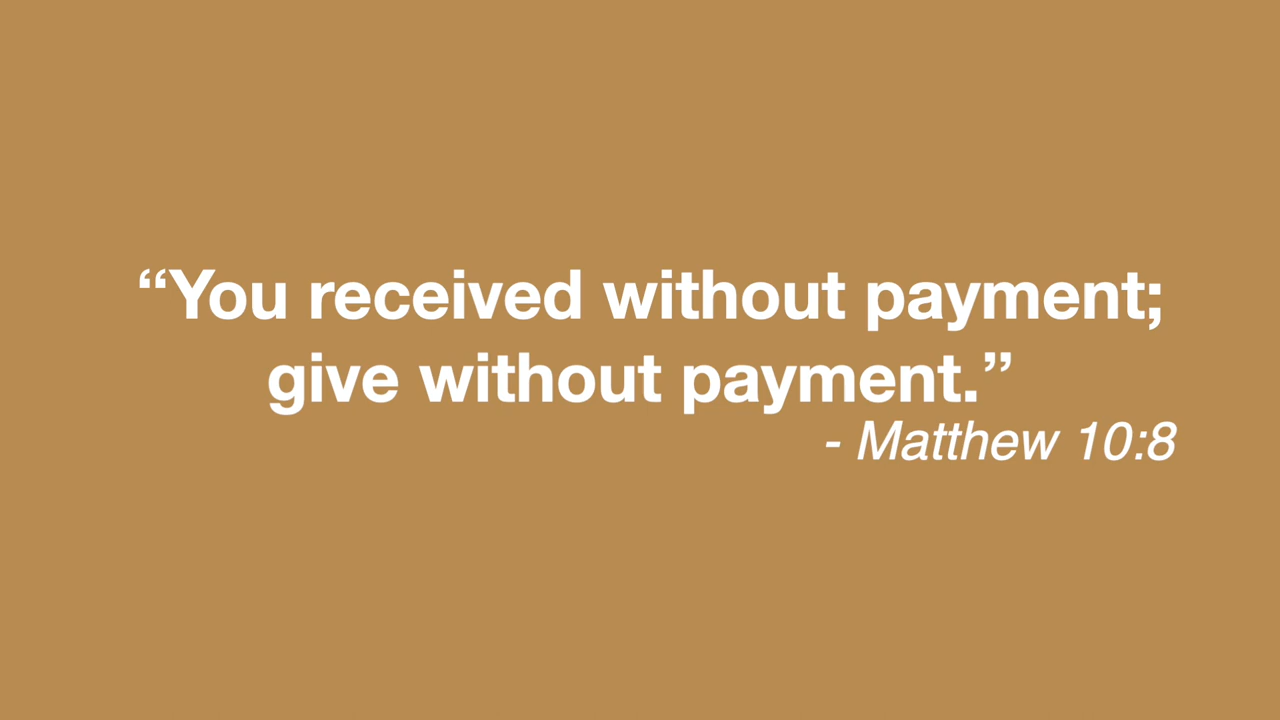 “You received without payment;
give without payment.”
- Matthew 10:8